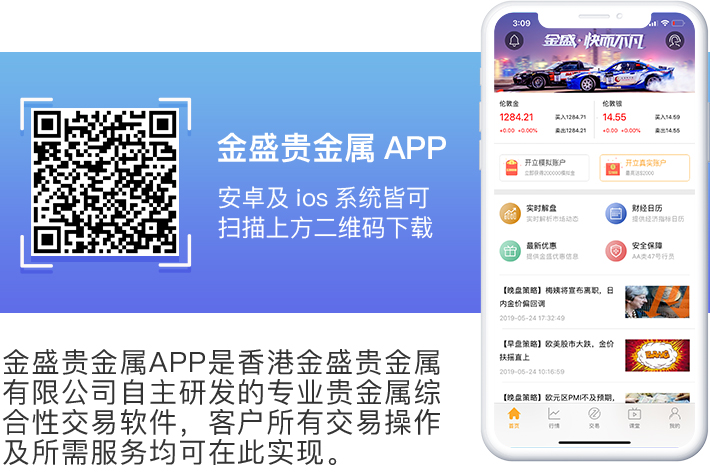 金盛贵金属 APP
安卓及 ios 系统皆可
扫描上方二维码下载
金盛贵金属APP是香港金盛贵金属
有限公司自主研发的专业贵金属综
合性交易软件，客户所有交易操作
及所需服务均可在此实现。
3:09
金盛·快而不凡
伦敦金
1284.21
买入1284.71
+0.00 +0.00%
卖出1284.21
伦敦银
14.55
买入14.59
+0.00 +0.00%
卖出14.55
开立模拟账户
立即获得200000模拟金
开立真实账户
最高送$2000
实时解盘
实时解析市场动态
财经日历
提供经济指标日历
最新优惠
提供金盛优惠信息
安全保障
AA类47号行员
【晚盘策略】梅姨将宣布离职，日
内金价偏回调
2019-05-24 17:32:49
【早盘策略】欧美股市大跌，金价
扶摇直上
2019-05-24 10:16:59
【晚盘策略】欧元区PMI不及预期，
首页
行情
交易
课堂
我的